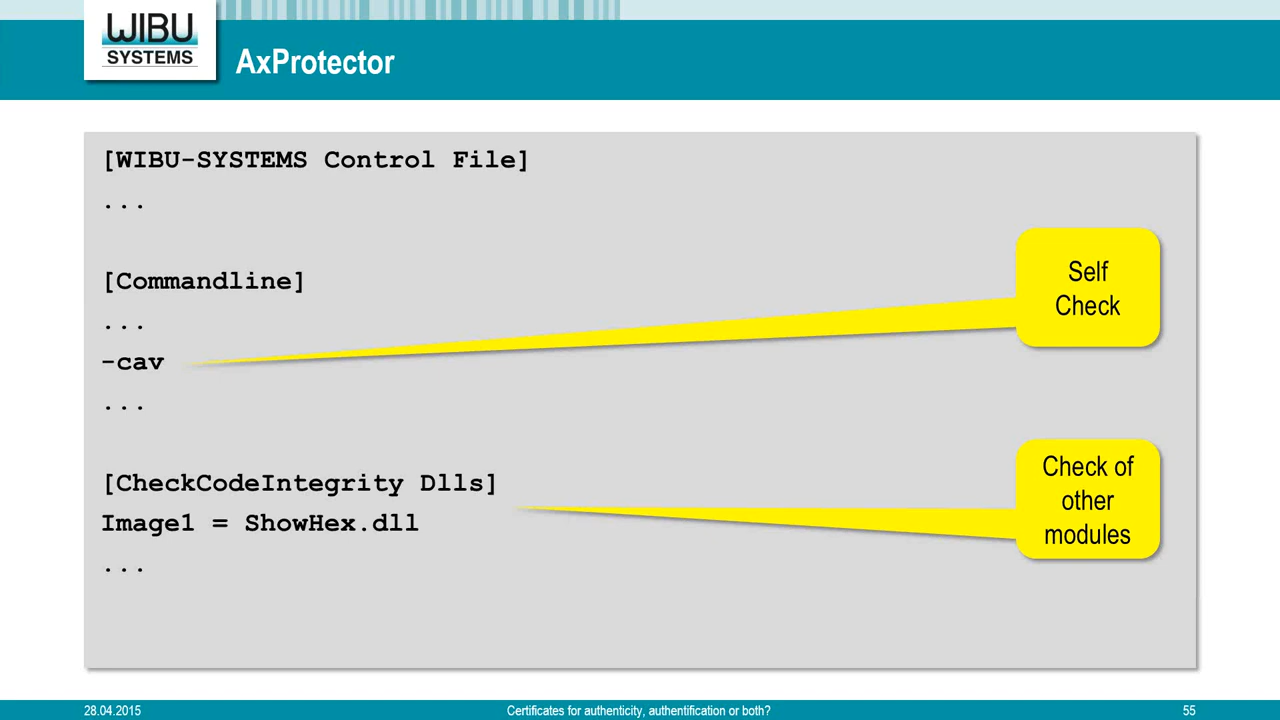 WIBU
SYSTEMS
AxProtector
[WIBU-SYSTEMS Control File]
...
[Commandline]
...
-cav
...
[CheckCodeIntegrity Dlls]
Image1 = ShowHex.dll
...
Self
Check
Check of
other
modules
28.04.2015
Certificates for authenticity, authentification or both?
55